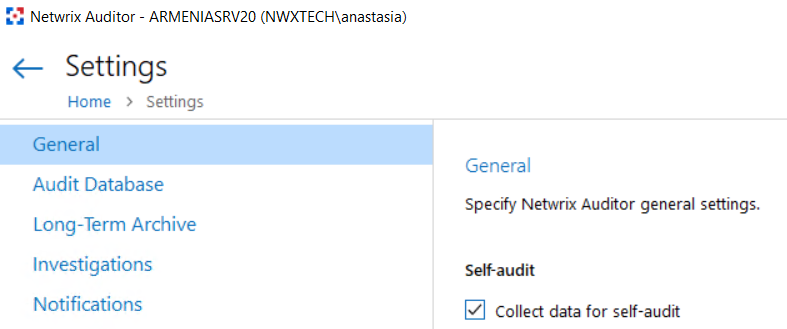 Netwrix Auditor - ARMENIASRV20 (NWXTECH\anastasia)
Settings
Home > Settings
General
Audit Database
Long-Term Archive
Investigations
Notifications
General
Specify Netwrix Auditor general settings.
Self-audit
Collect data for self-audit